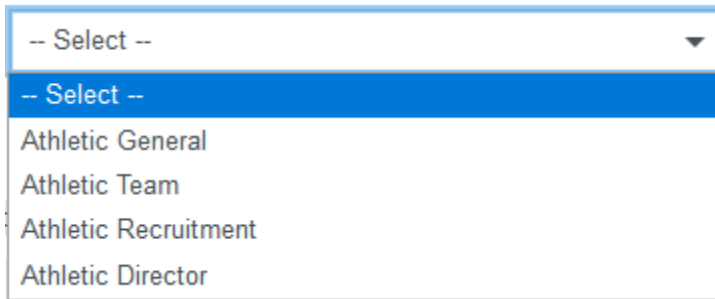 -- Select --
-- Select --
Athletic General
Athletic Team
Athletic Recruitment
Athletic Director